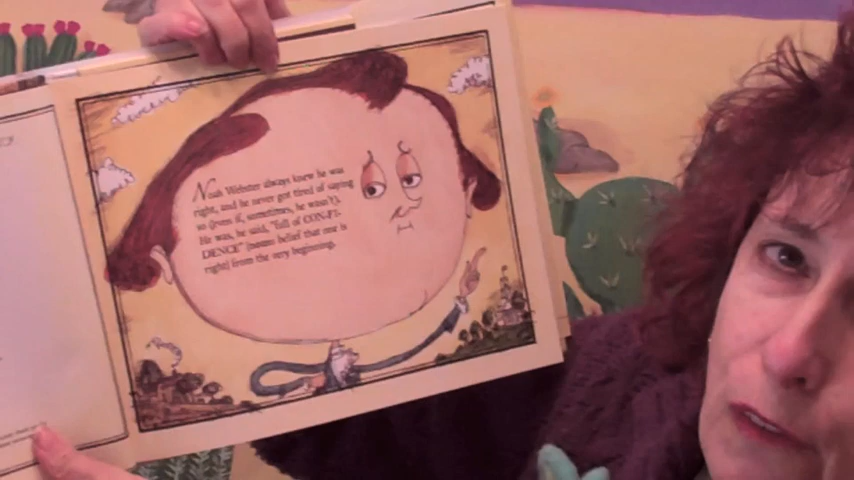 Noah Webster always knew he was
right, and he never got tired of saying
so (even if, sometimes, he wasn't).
He was, he said, "full of CON-FI-
DENCE" [noun: belief that one is
right] from the very beginning.